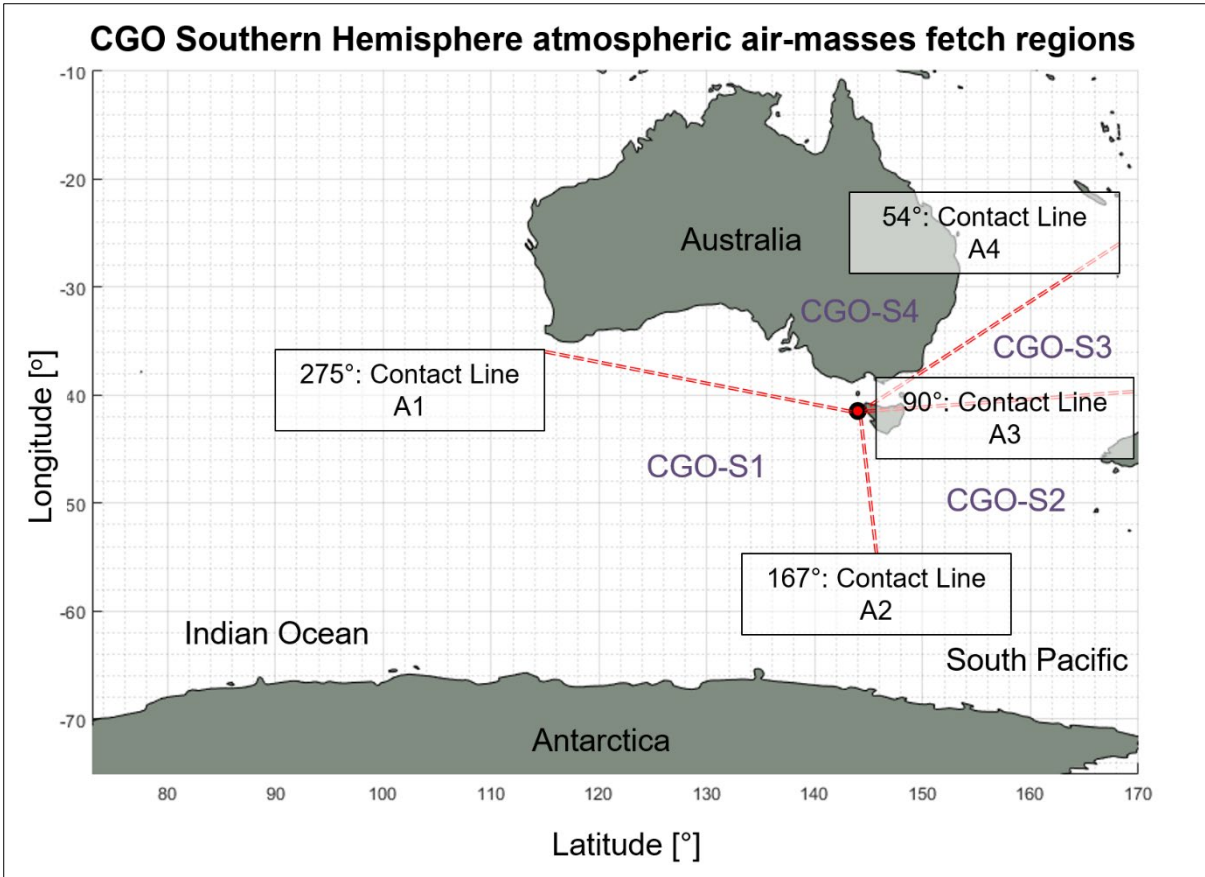 CGO Southern Hemisphere atmospheric air-masses fetch regions
-10
-20
-30
40
50
-60
-70
Longitude [º]
Australia
54°: Contact Line
A4
CGO-S4
CGO-S3
275°: Contact Line
A1
90°: Contact Line
A3
CGO-S1
CGO-S2
167°: Contact Line
A2
Indian Ocean
South Pacific
Antarctica
80 90 100 110 120 130 140 150 160 170
Latitude [°]